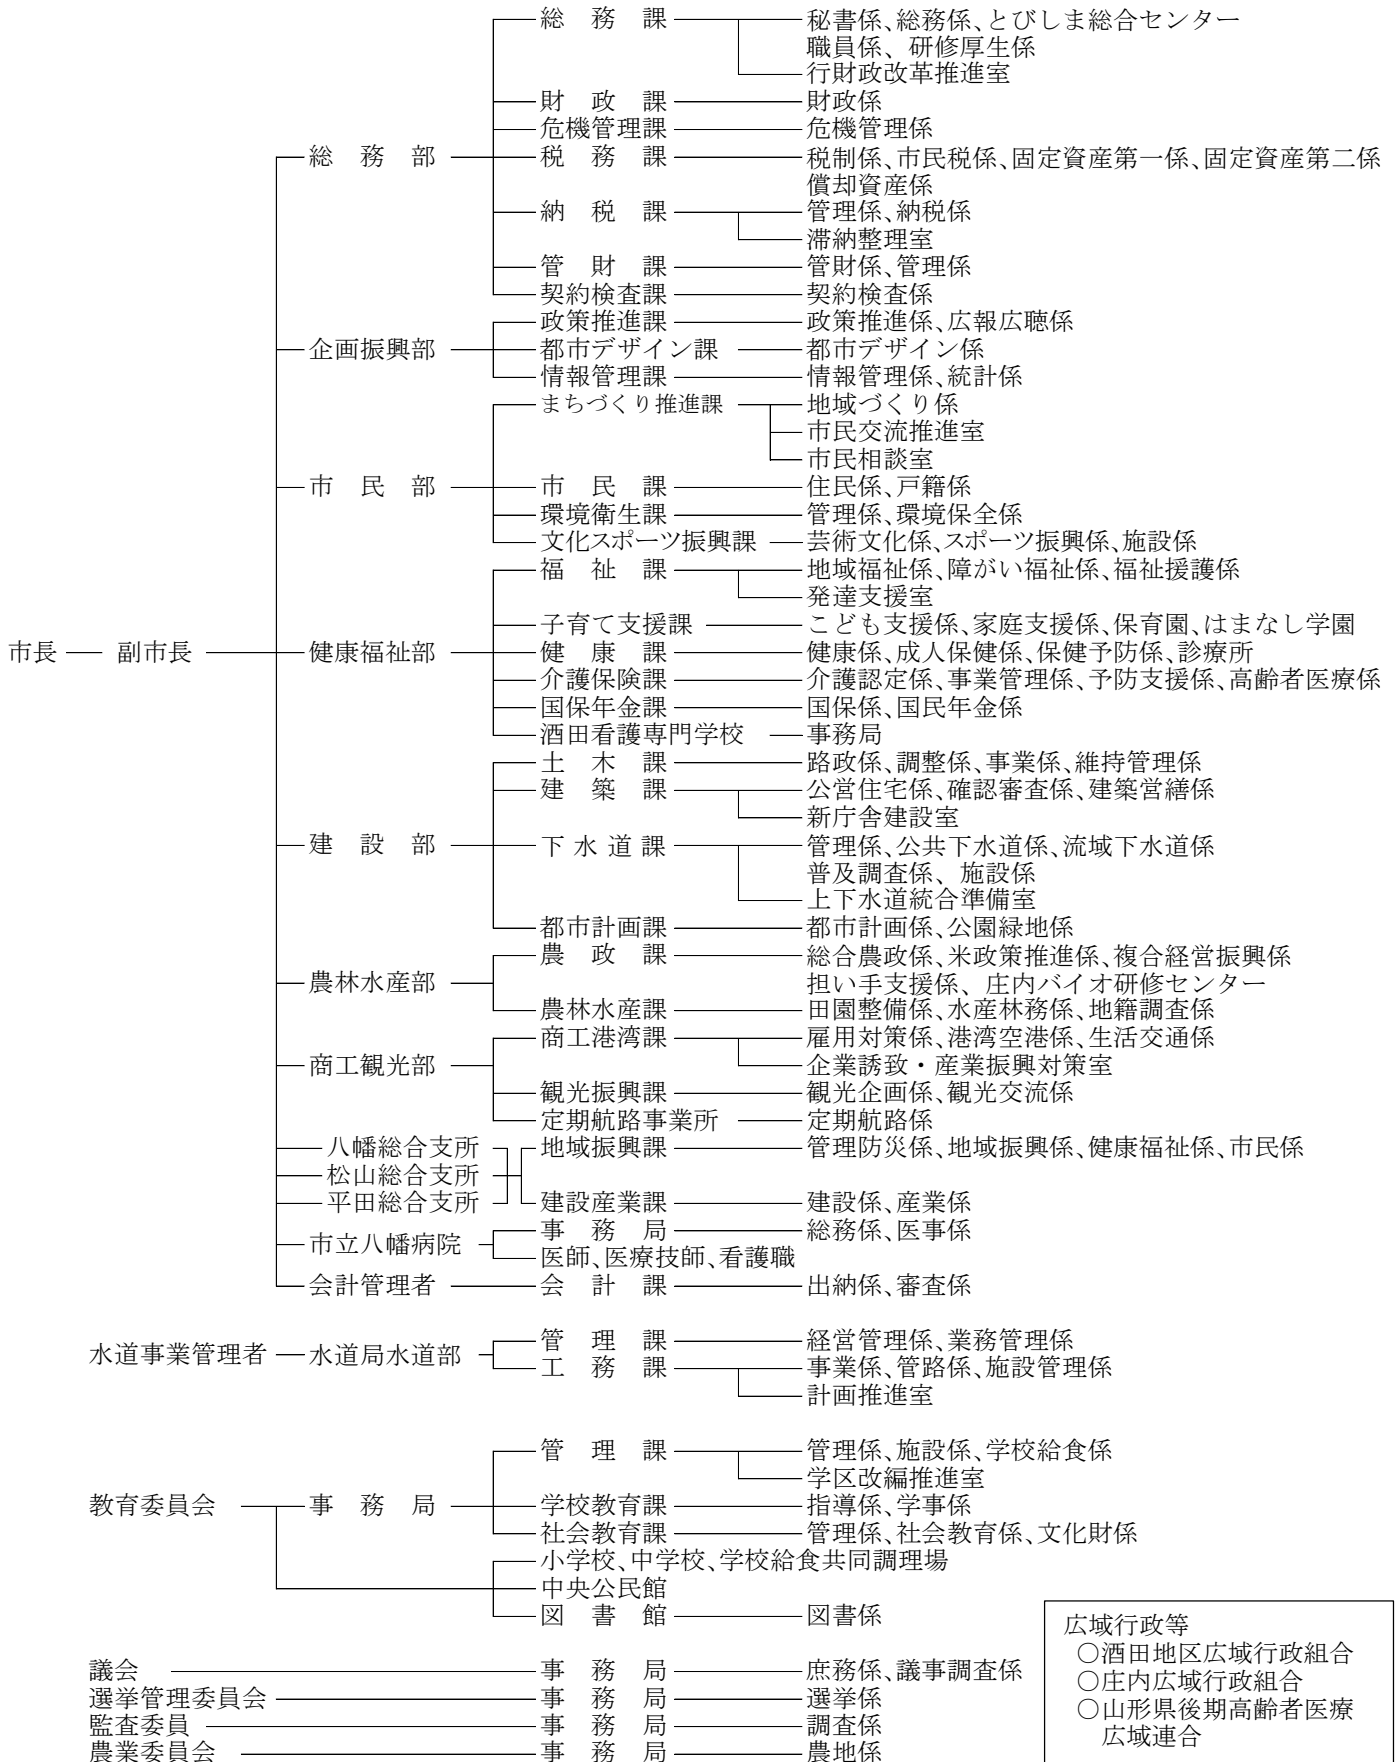 総務課 秘書係、総務係、とびしま総合センター
職員係、研修厚生係
行財政改革推進室
財政課 財政係
危機管理課 危機管理係
総務部 税務課 税制係、市民税係、固定資産第一係、固定資産第二係
償却資産係
納税課 管理係、納税係
滞納整理室
管財課 管財係、管理係
契約検査課 契約検査係
政策推進課 政策推進係、広報広聴係
企画振興部 都市デザイン課 都市デザイン係
情報管理課 情報管理係、統計係
まちづくり推進課 地域づくり係
市民交流推進室
市民相談室
市民部 市民課 住民係、戸籍係
環境衛生課 管理係、環境保全係
文化スポーツ振興課 芸術文化係、スポーツ振興係、施設係
福祉課 地域福祉係、障がい福祉係、福祉援護係
発達支援室
子育て支援課 こども支援係、家庭支援係、保育園、はまなし学園
市長 副市長 健康福祉部 健康課 健康係、成人保健係、保健予防係、診療所
介護保険課 介護認定係、事業管理係、予防支援係、高齢者医療係
国保年金課 国保係、国民年金係
酒田看護専門学校 事務局
土木課 路政係、調整係、事業係、維持管理係
建築課 公営住宅係、確認審査係、建築営繕係
新庁舎建設室
建設部 下水道課 管理係、公共下水道係、流域下水道係
普及調査係、施設係
上下水道統合準備室
都市計画課 都市計画係、公園緑地係
農政課 総合農政係、米政策推進係、複合経営振興係
農林水産部 担い手支援係、庄内バイオ研修センター
農林水産課 田園整備係、水産林務係、地籍調査係
商工港湾課 雇用対策係、港湾空港係、生活交通係
商工観光部 企業誘致・産業振興対策室
観光振興課 観光企画係、観光交流係
定期航路事業所 定期航路係
八幡総合支所 地域振興課 管理防災係、地域振興係、健康福祉係、市民係
松山総合支所
平田総合支所 建設産業課 建設係、産業係
市立八幡病院 事務局 総務係、医事係
医師、医療技師、看護職
会計管理者 会計課 出納係、審査係
水道事業管理者 水道局水道部 管理課 経営管理係、業務管理係
工務課 事業係、管路係、施設管理係
計画推進室
管理課 管理係、施設係、学校給食係
学区改編推進室
教育委員会 事務局 学校教育課 指導係、学事係
社会教育課 管理係、社会教育係、文化財係
小学校、中学校、学校給食共同調理場
中央公民館
図書館 図書係
議会 事務局 庶務係、議事調査係
選挙管理委員会 事務局 選挙係
監査委員 事務局 調査係
農業委員会 事務局 農地係
広域行政等
○酒田地区広域行政組合
○庄内広域行政組合
○山形県後期高齢者医療
広域連合